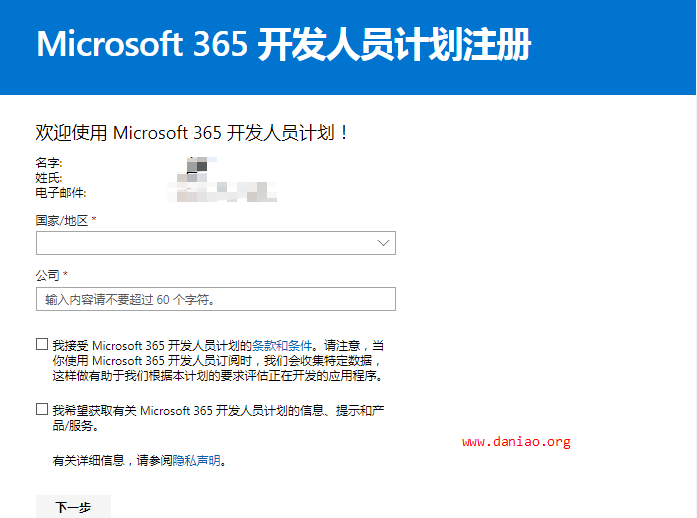 Microsoft 365 开发人员计划注册
欢迎使用 Microsoft 365 开发人员计划！
名字:
姓氏:
电子邮件:
国家/地区 *
公司 *
输入内容请不要超过 60 个字符。
我接受 Microsoft 365 开发人员计划的条款和条件。请注意，当
你使用 Microsoft 365 开发人员订阅时，我们会收集特定数据，
这样做有助于我们根据本计划的要求评估正在开发的应用程序。
我希望获取有关 Microsoft 365 开发人员计划的信息、提示和产
品/服务。
www.daniao.org
有关详细信息，请参阅隐私声明。
下一步